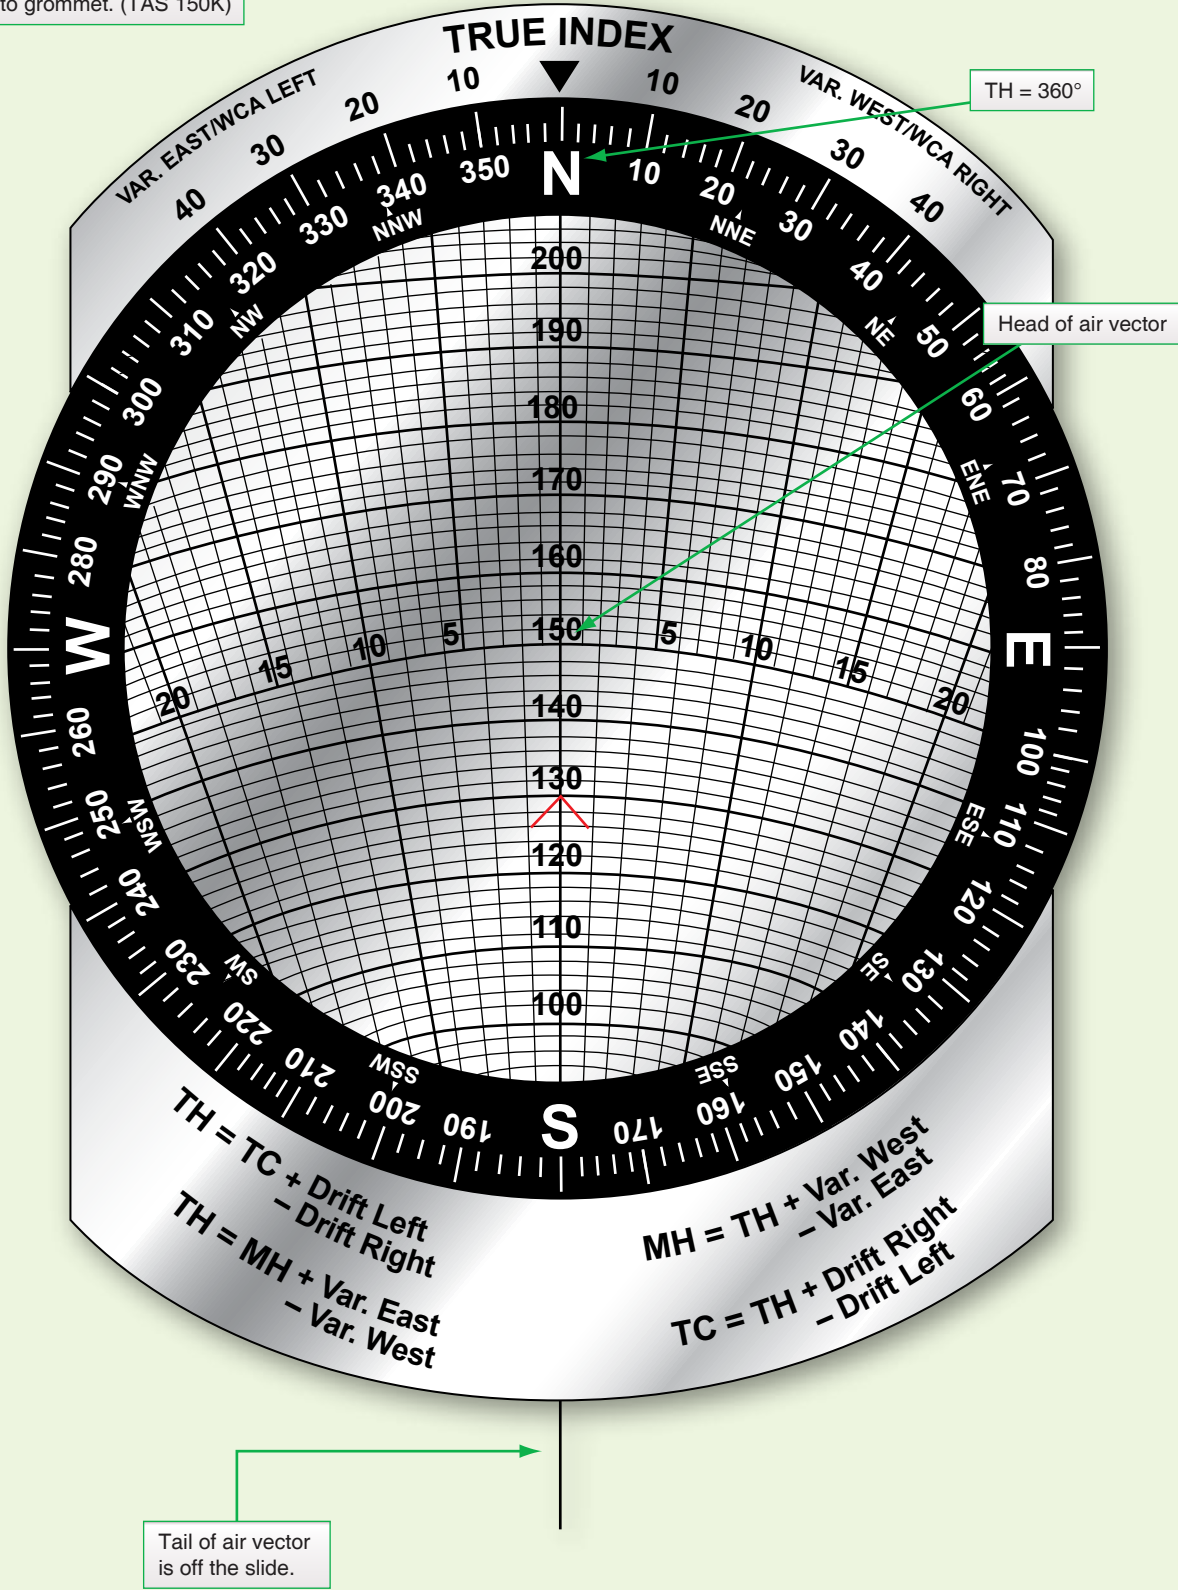 to grommet. (TAS 150K)
TRUE INDEX
VAR. EAST/WCA LEFT
VAR. WEST/WCA RIGHT
40 30 20 10 10 20 30 40
TH = 360°
N 10 20 30 40 50 60 70 80
E 100 110 120 130 140 150 160 170
S 190 200 210 220 230 240 250 260
W 280 290 300 310 320 330 340 350
NNE NE ENE ESE SE SSE SSW SW WSW WNW NW NNW
Head of air vector
200
190
180
170
160
150
20 15 10 5 5 10 15 20
140
130
120
110
100
TH = TC + Drift Left
– Drift Right
TH = MH + Var. East
– Var. West
MH = TH + Var. West
– Var. East
TC = TH + Drift Right
– Drift Left
Tail of air vector
is off the slide.